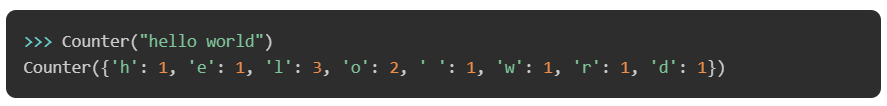 >>> Counter("hello world")
Counter({'h': 1, 'e': 1, 'l': 3, 'o': 2, ' ': 1, 'w': 1, 'r': 1, 'd': 1})